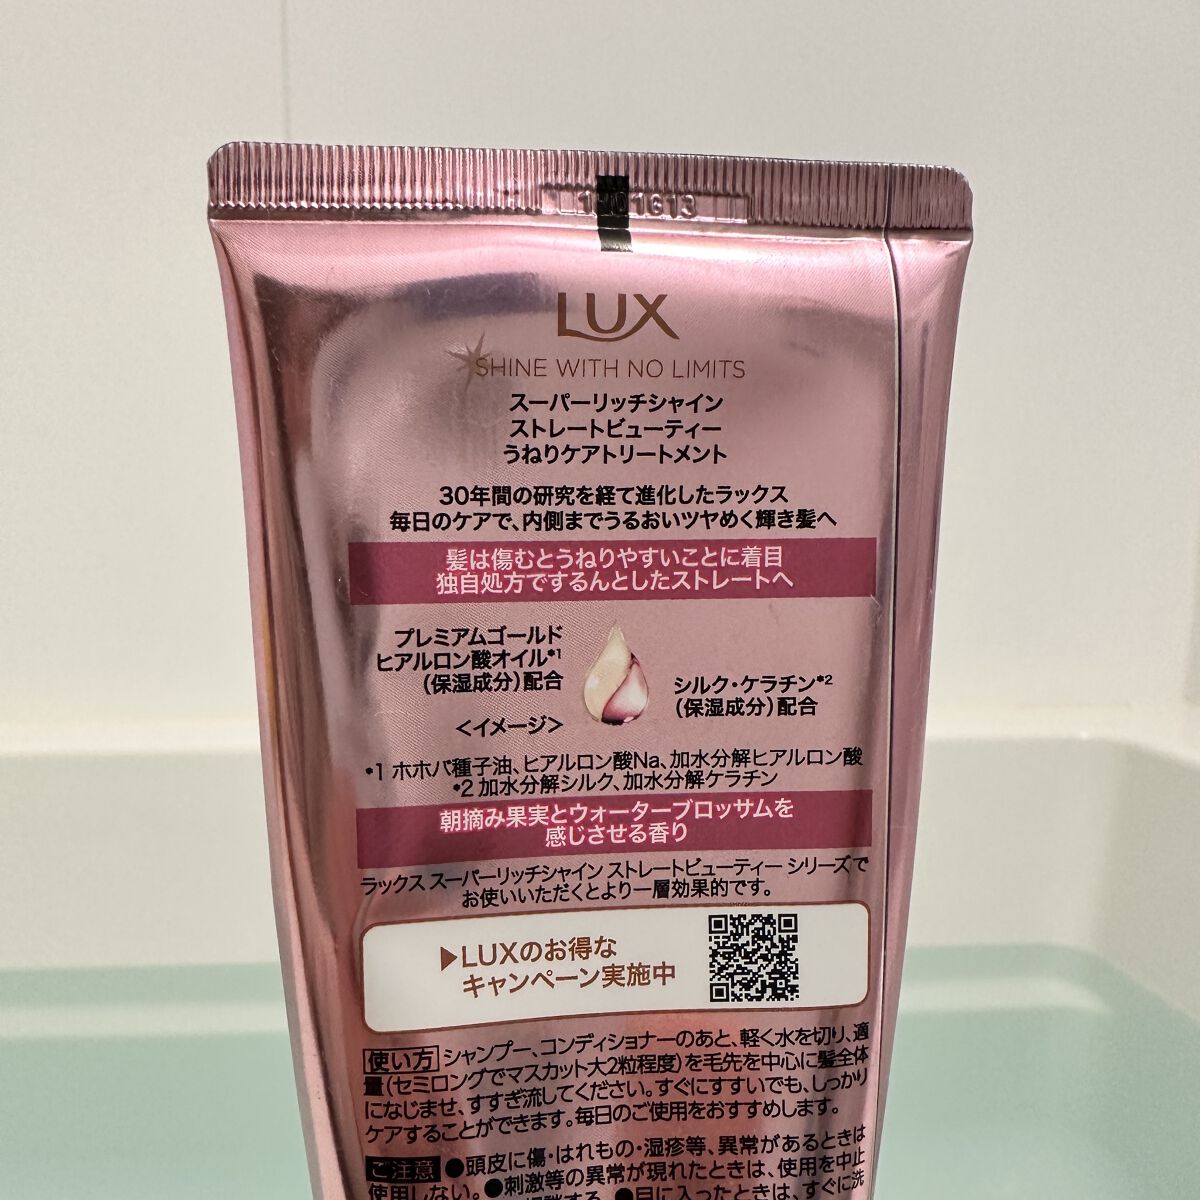 LUX
SHINE WITH NO LIMITS
スーパーリッチシャイン
ストレートビューティー
うねりケアトリートメント
30年間の研究を経て進化したラックス
毎日のケアで、内側までうるおいツヤめく輝き髪へ
髪は傷むとうねりやすいことに着目
独自処方でするんとしたストレートへ
プレミアムゴールド
ヒアルロン酸オイル*1
(保湿成分)配合
シルク・ケラチン*2
(保湿成分)配合
<イメージ>
*1 ホホバ種子油、ヒアルロン酸Na、加水分解ヒアルロン酸
*2 加水分解シルク、加水分解ケラチン
朝摘み果実とウォーターブロッサムを
感じさせる香り
ラックス スーパーリッチシャイン ストレートビューティー シリーズで
お使いいただくとより一層効果的です。
▶LUXのお得な
キャンペーン実施中
使い方 シャンプー、コンディショナーのあと、軽く水を切り、適
量(セミロングでマスカット大2粒程度)を毛先を中心に髪全体
になじませ、すすぎ流してください。すぐにすすいでも、しっかり
ケアすることができます。毎日のご使用をおすすめします。
ご注意 ●頭皮に傷・はれもの・湿疹等、異常があるときは
使用しない。●刺激等の異常が現れたときは、使用を中止
●目に入ったときは、すぐに洗